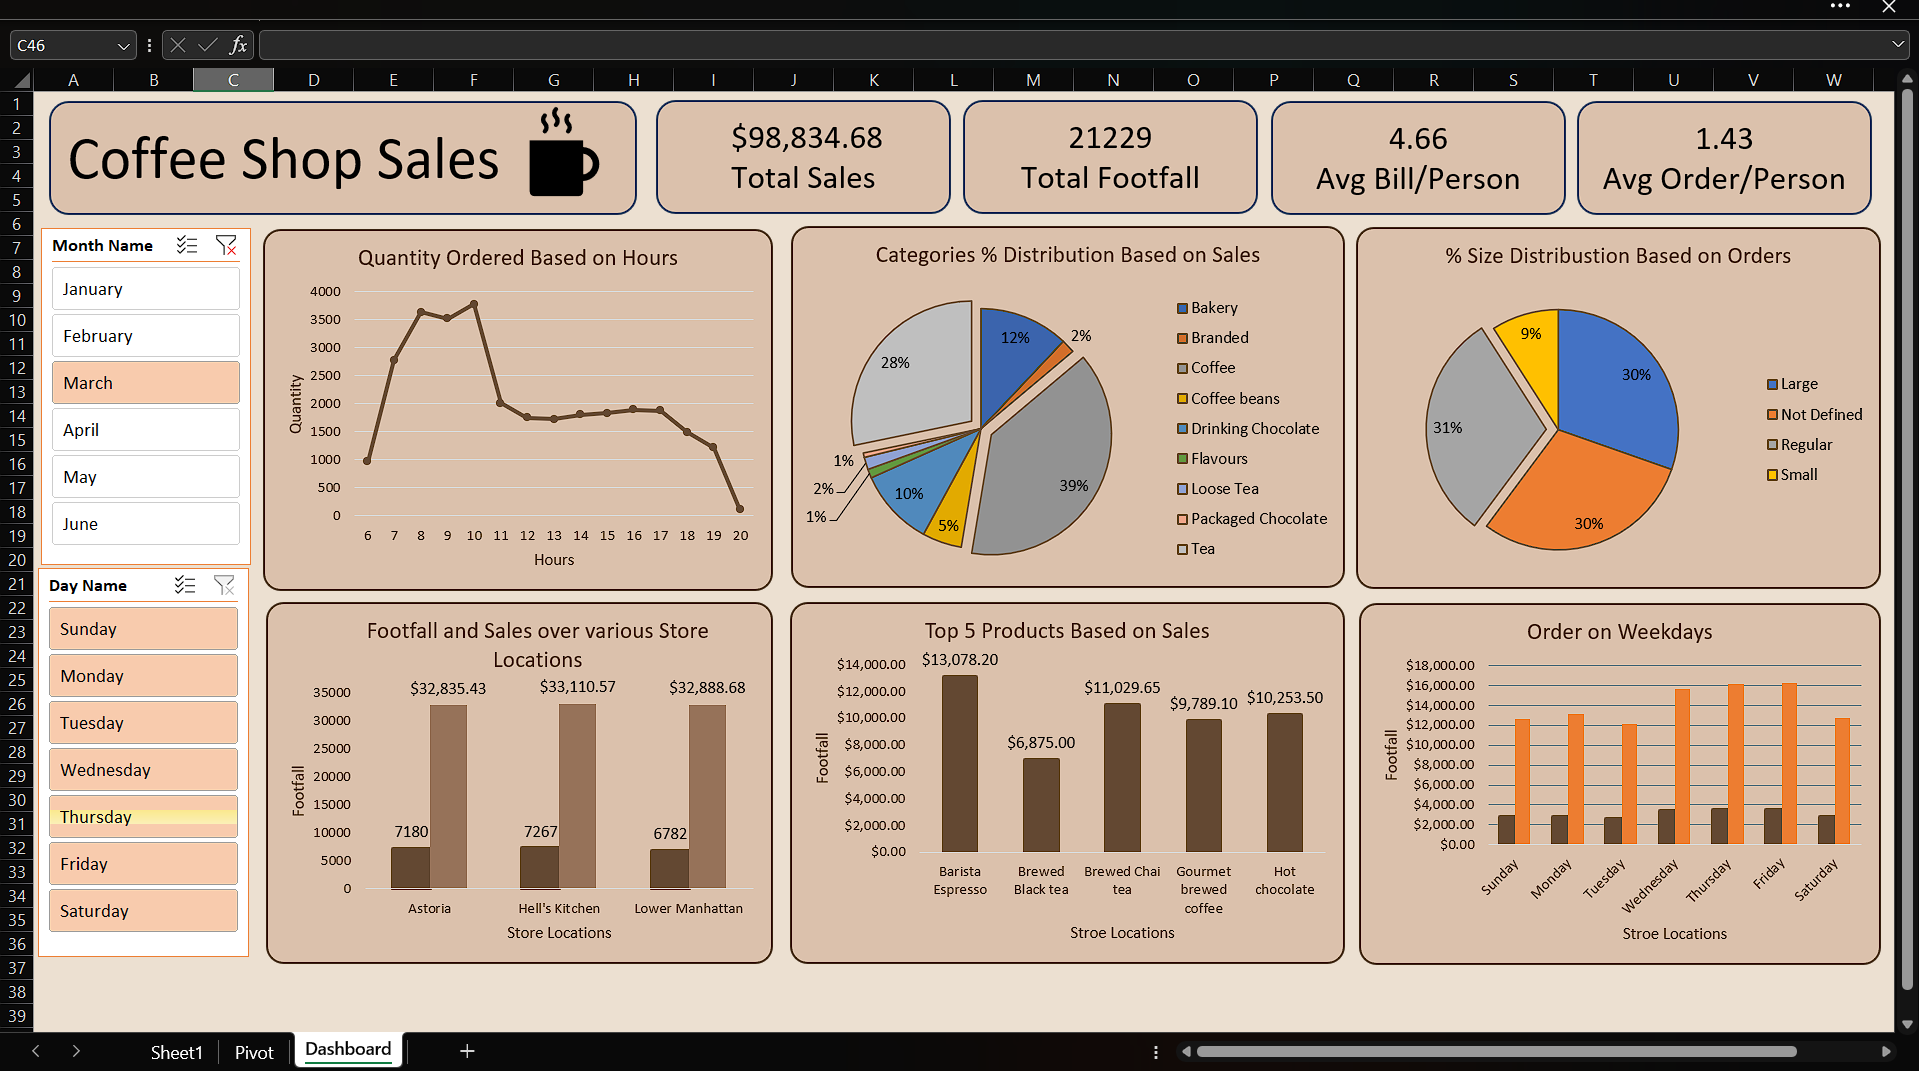 C46
fx
A B C D E F G H I J K L M N O P Q R S T U V W
1
2
3
4
5
6
7
8
9
10
11
12
13
14
15
16
17
18
19
20
21
22
23
24
25
26
27
28
29
30
31
32
33
34
35
36
37
38
39
Coffee Shop Sales
$98,834.68
Total Sales
21229
Total Footfall
4.66
Avg Bill/Person
1.43
Avg Order/Person
Month Name
January
February
March
April
May
June
Day Name
Sunday
Monday
Tuesday
Wednesday
Thursday
Friday
Saturday
Quantity Ordered Based on Hours
Quantity
4000
3500
3000
2500
2000
1500
1000
500
0
6 7 8 9 10 11 12 13 14 15 16 17 18 19 20
Hours
Categories % Distribution Based on Sales
12%
2%
39%
5%
10%
1%
2%
1%
28%
Bakery
Branded
Coffee
Coffee beans
Drinking Chocolate
Flavours
Loose Tea
Packaged Chocolate
Tea
% Size Distribustion Based on Orders
30%
30%
31%
9%
Large
Not Defined
Regular
Small
Footfall and Sales over various Store
Locations
Footfall
35000
30000
25000
20000
15000
10000
5000
0
$32,835.43
$33,110.57
$32,888.68
7180
7267
6782
Astoria
Hell's Kitchen
Lower Manhattan
Store Locations
Top 5 Products Based on Sales
Footfall
$14,000.00
$12,000.00
$10,000.00
$8,000.00
$6,000.00
$4,000.00
$2,000.00
$0.00
$13,078.20
$6,875.00
$11,029.65
$9,789.10
$10,253.50
Barista
Espresso
Brewed
Black tea
Brewed Chai
tea
Gourmet
brewed
coffee
Hot
chocolate
Stroe Locations
Order on Weekdays
Footfall
$18,000.00
$16,000.00
$14,000.00
$12,000.00
$10,000.00
$8,000.00
$6,000.00
$4,000.00
$2,000.00
$0.00
Sunday
Monday
Tuesday
Wednesday
Thursday
Friday
Saturday
Stroe Locations
Sheet1
Pivot
Dashboard